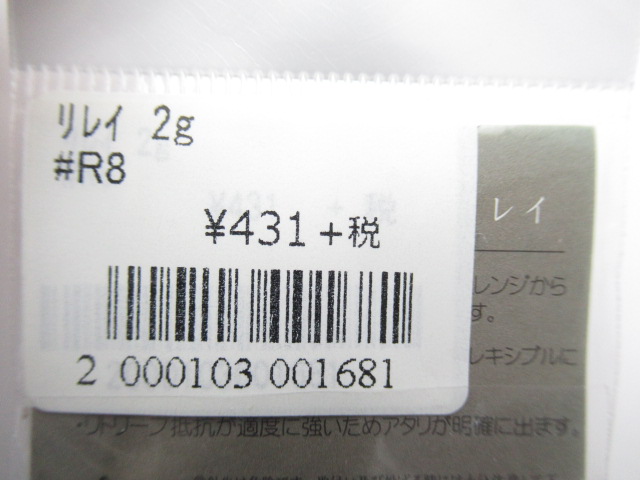 ﾘﾚｲ 2g
#R8
¥431+税
レイ
2 000103 001681
レンジから
す。
レキシブルに
・リトリーブ抵抗が適度に強いためアタリが明確に出ます。